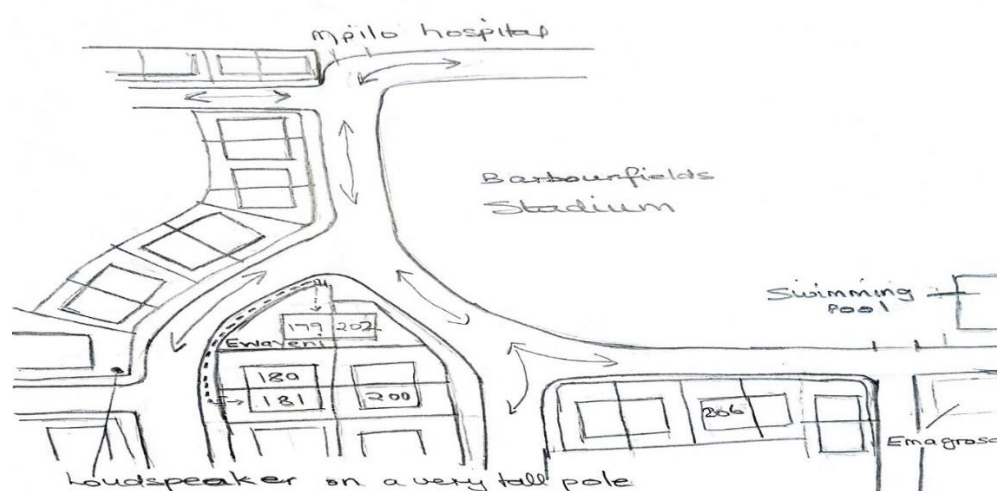 Mpilo hospital
Barbourfields
Stadium
Swimming
Pool
179 202
Ewaveni
180
181
200
206
Loudspeaker on a very tall pole